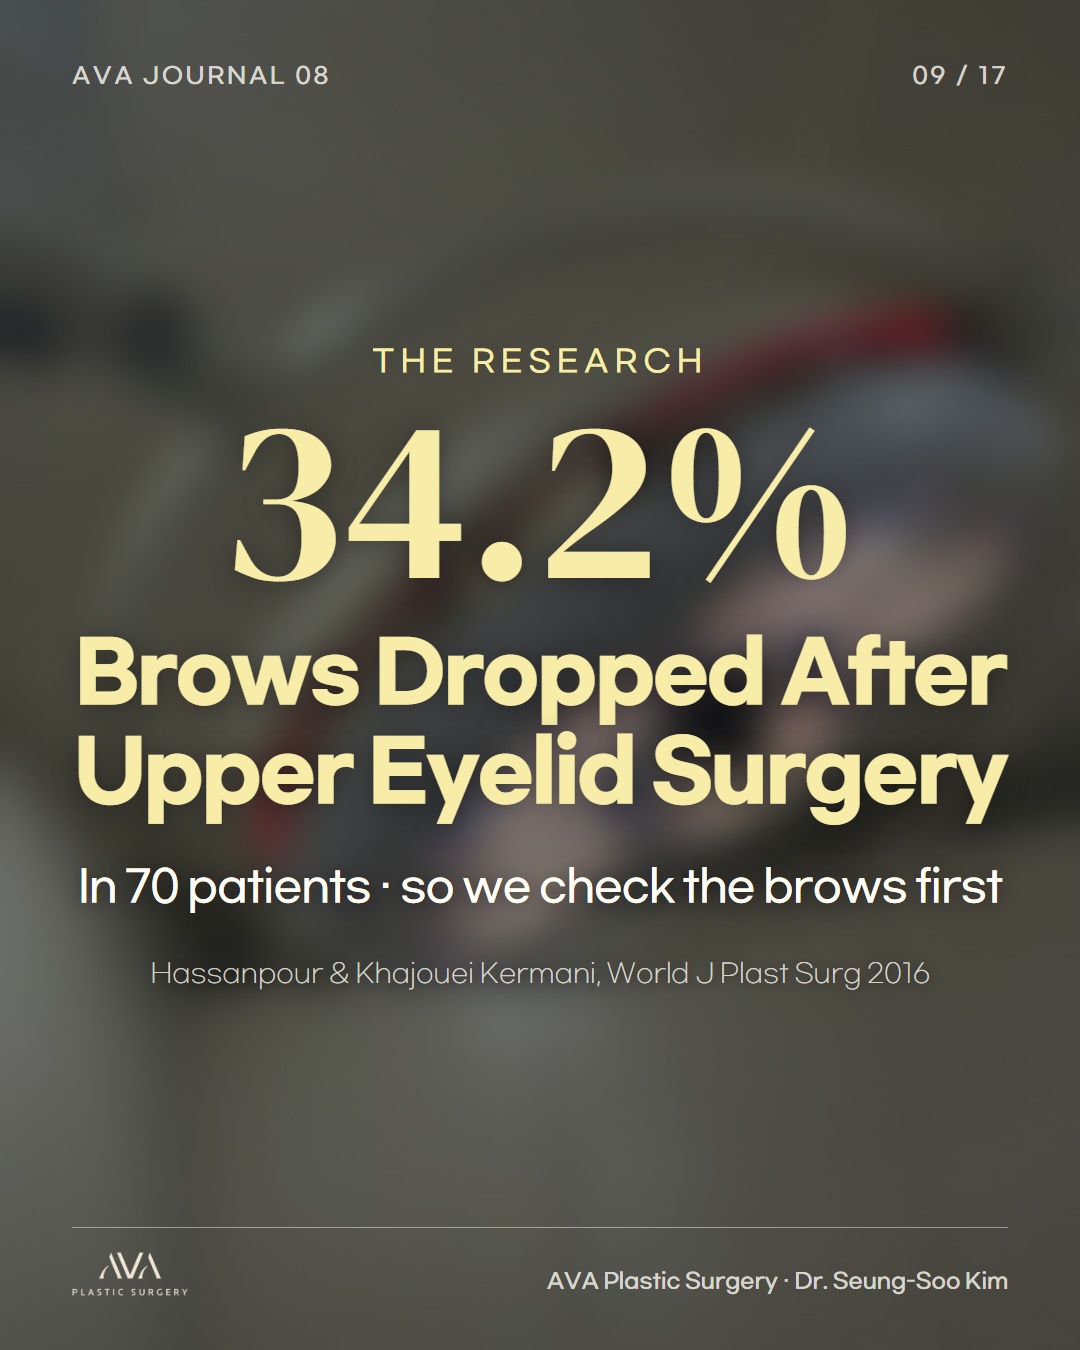 AVA JOURNAL 08
09 / 17
THE RESEARCH
34.2%
Brows Dropped After
Upper Eyelid Surgery
In 70 patients · so we check the brows first
Hassanpour & Khajouei Kermani, World J Plast Surg 2016
AVA
PLASTIC SURGERY
AVA Plastic Surgery · Dr. Seung-Soo Kim